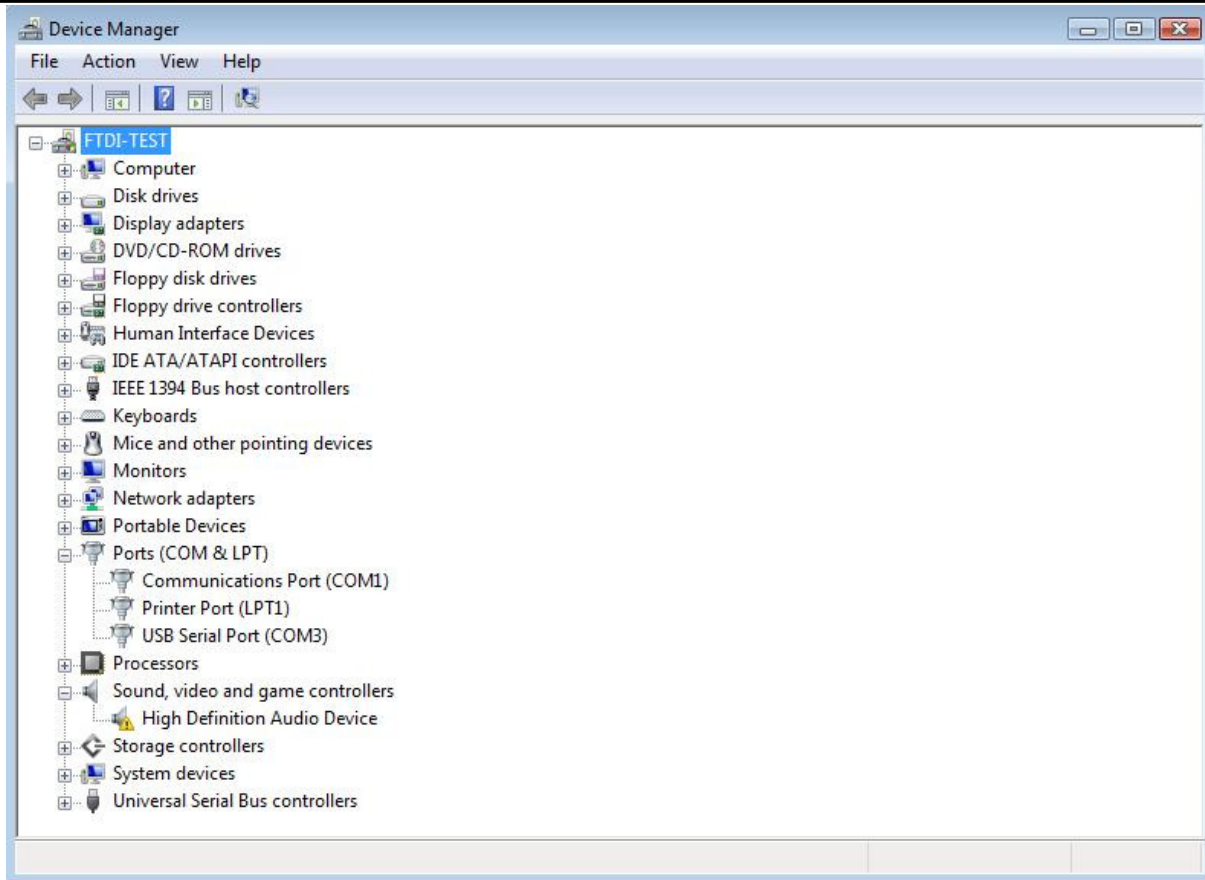 Device Manager
File Action View Help
FTDI-TEST
Computer
Disk drives
Display adapters
DVD/CD-ROM drives
Floppy disk drives
Floppy drive controllers
Human Interface Devices
IDE ATA/ATAPI controllers
IEEE 1394 Bus host controllers
Keyboards
Mice and other pointing devices
Monitors
Network adapters
Portable Devices
Ports (COM & LPT)
Communications Port (COM1)
Printer Port (LPT1)
USB Serial Port (COM3)
Processors
Sound, video and game controllers
High Definition Audio Device
Storage controllers
System devices
Universal Serial Bus controllers